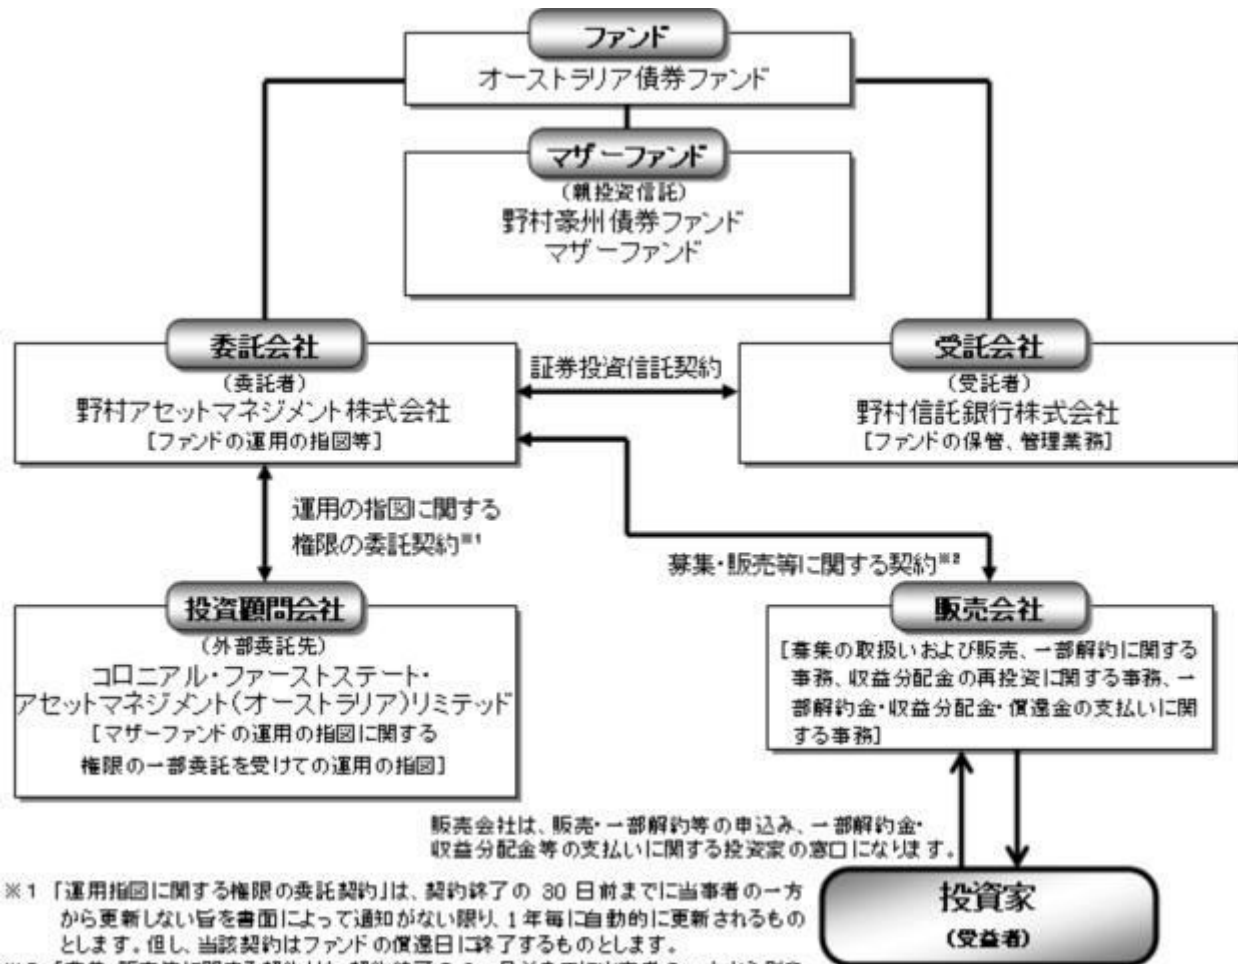 ファンド
オーストラリア債券ファンド
マザーファンド
(親投資信託)
野村豪州債券ファンド
マザーファンド
委託会社
(委託者)
野村アセットマネジメント株式会社
[ファンドの運用の指図等]
証券投資信託契約
受託会社
(受託者)
野村信託銀行株式会社
[ファンドの保管、管理業務]
運用の指図に関する
権限の委託契約※1
募集・販売等に関する契約※2
投資顧問会社
(外部委託先)
コロニアル・ファーストステート・
アセットマネジメント(オーストラリア)リミテッド
[マザーファンドの運用の指図に関する
権限の一部委託を受けての運用の指図]
販売会社
[募集の取扱いおよび販売、一部解約に関する
事務、収益分配金の再投資に関する事務、一
部解約金・収益分配金・償還金の支払いに関
する事務]
販売会社は、販売・一部解約等の申込み、一部解約金・
収益分配金等の支払いに関する投資家の窓口になります。
投資家
(受益者)
※1 「運用指図に関する権限の委託契約」は、契約終了の 30 日前までに当事者の一方
から更新しない旨を書面によって通知がない限り、1年毎に自動的に更新されるもの
とします。但し、当該契約はファンドの償還日に終了するものとします。